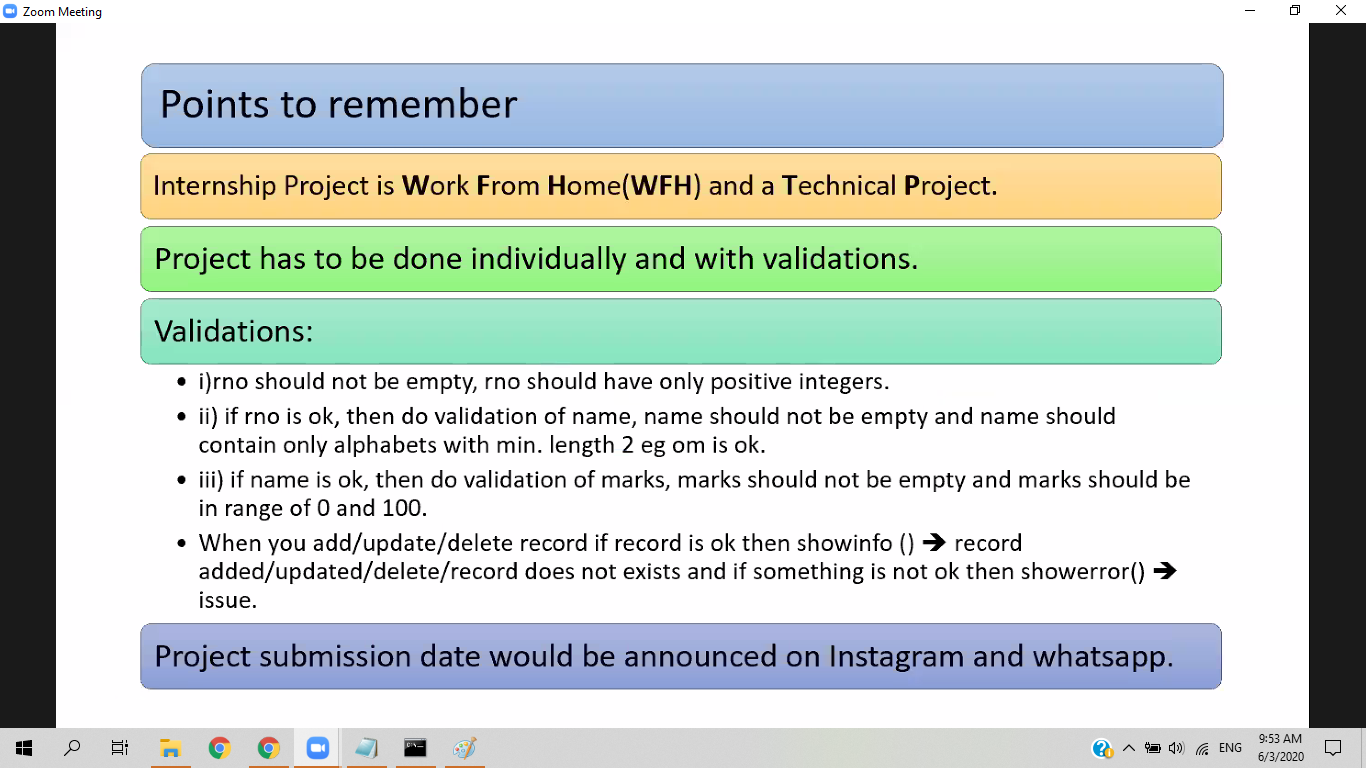 Zoom Meeting
Points to remember
Internship Project is Work From Home(WFH) and a Technical Project.
Project has to be done individually and with validations.
Validations:
• i)rno should not be empty, rno should have only positive integers.
• ii) if rno is ok, then do validation of name, name should not be empty and name should
contain only alphabets with min. length 2 eg om is ok.
• iii) if name is ok, then do validation of marks, marks should not be empty and marks should be
in range of 0 and 100.
• When you add/update/delete record if record is ok then showinfo () ➔ record
added/updated/delete/record does not exists and if something is not ok then showerror() ➔
issue.
Project submission date would be announced on Instagram and whatsapp.
ENG
9:53 AM
6/3/2020